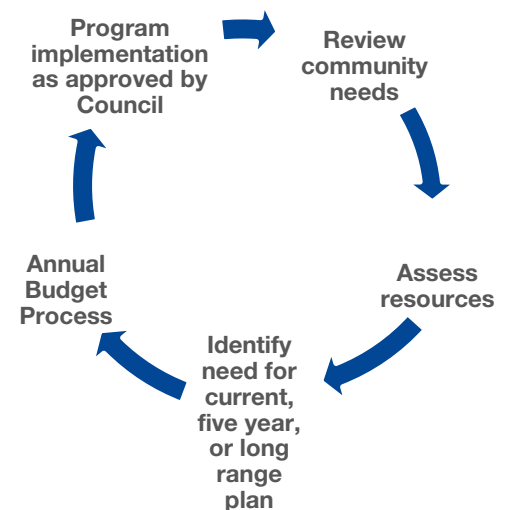 Program
implementation
as approved by
Council
Review
community
needs
Assess
resources
Identify
need for
current,
five year,
or long
range
plan
Annual
Budget
Process